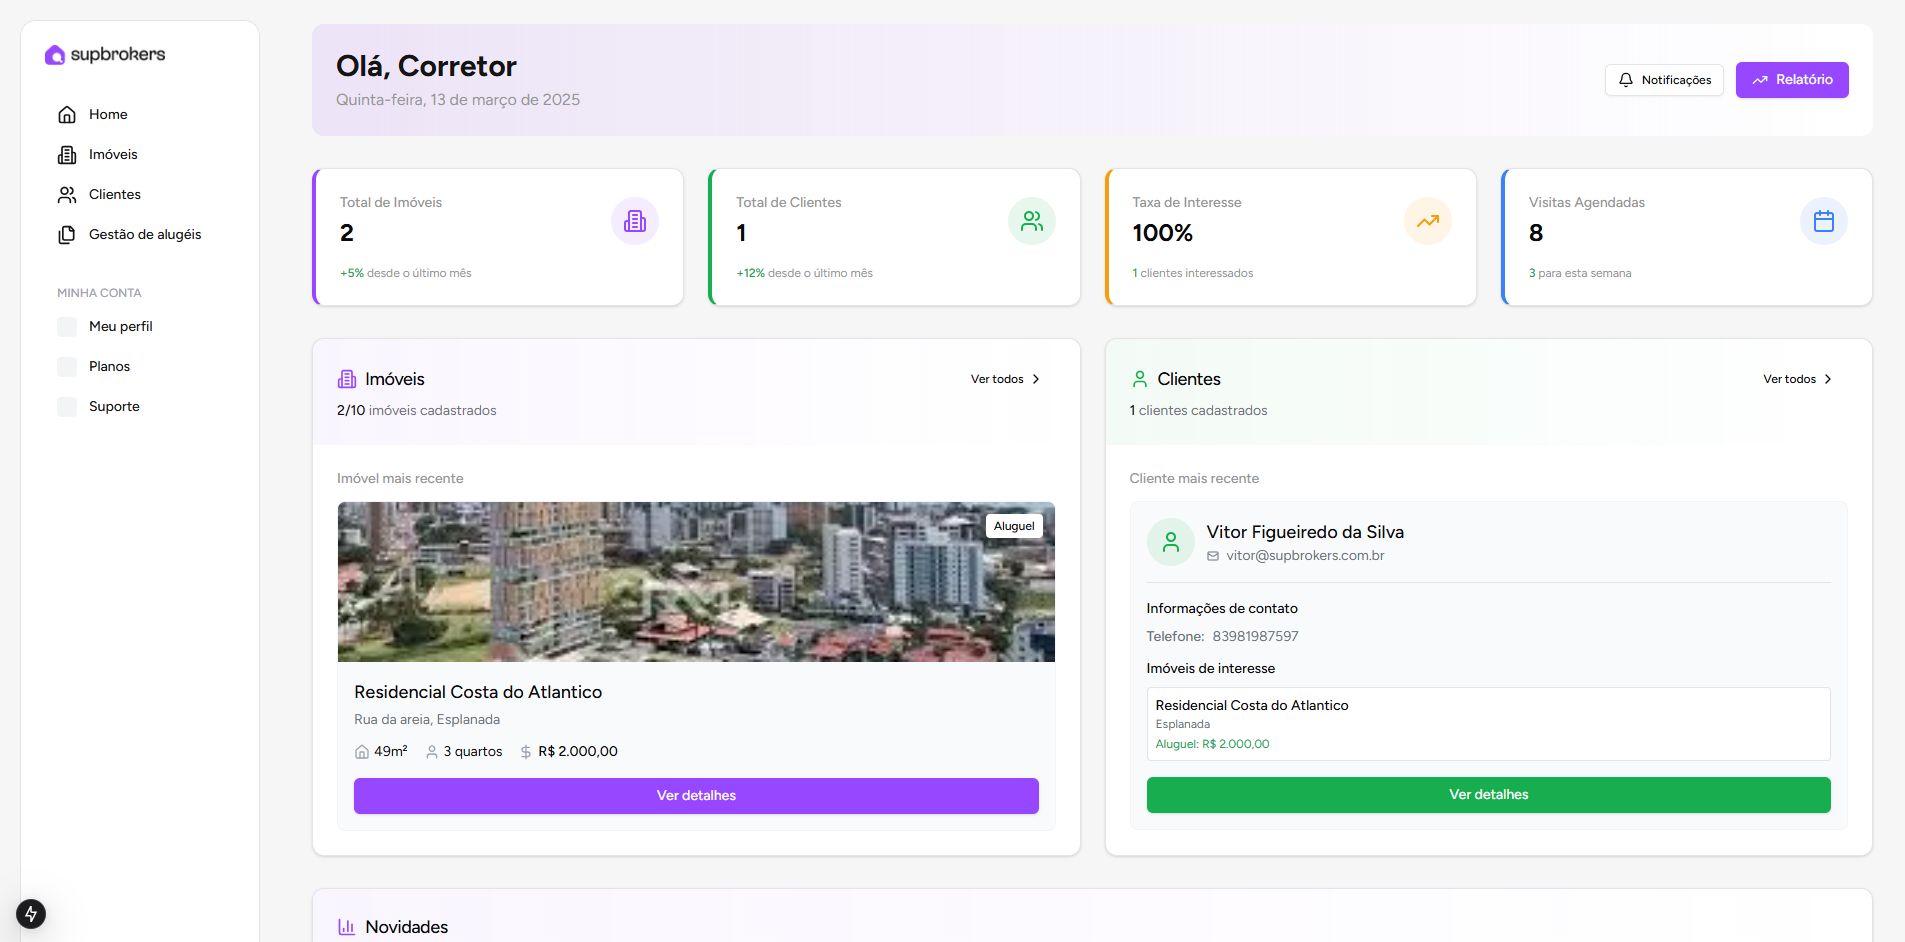 supbrokers
Home
Imóveis
Clientes
Gestão de alugéis
MINHA CONTA
Meu perfil
Planos
Suporte
Olá, Corretor
Quinta-feira, 13 de março de 2025
Notificações
Relatório
Total de Imóveis
2
+5% desde o último mês
Total de Clientes
1
+12% desde o último mês
Taxa de Interesse
100%
1 clientes interessados
Visitas Agendadas
8
3 para esta semana
Imóveis
Ver todos
2/10 imóveis cadastrados
Imóvel mais recente
Aluguel
Residencial Costa do Atlantico
Rua da areia, Esplanada
49m² 3 quartos R$ 2.000,00
Ver detalhes
Clientes
Ver todos
1 clientes cadastrados
Cliente mais recente
Vitor Figueiredo da Silva
vitor@supbrokers.com.br
Informações de contato
Telefone: 83981987597
Imóveis de interesse
Residencial Costa do Atlantico
Esplanada
Aluguel: R$ 2.000,00
Ver detalhes
Novidades